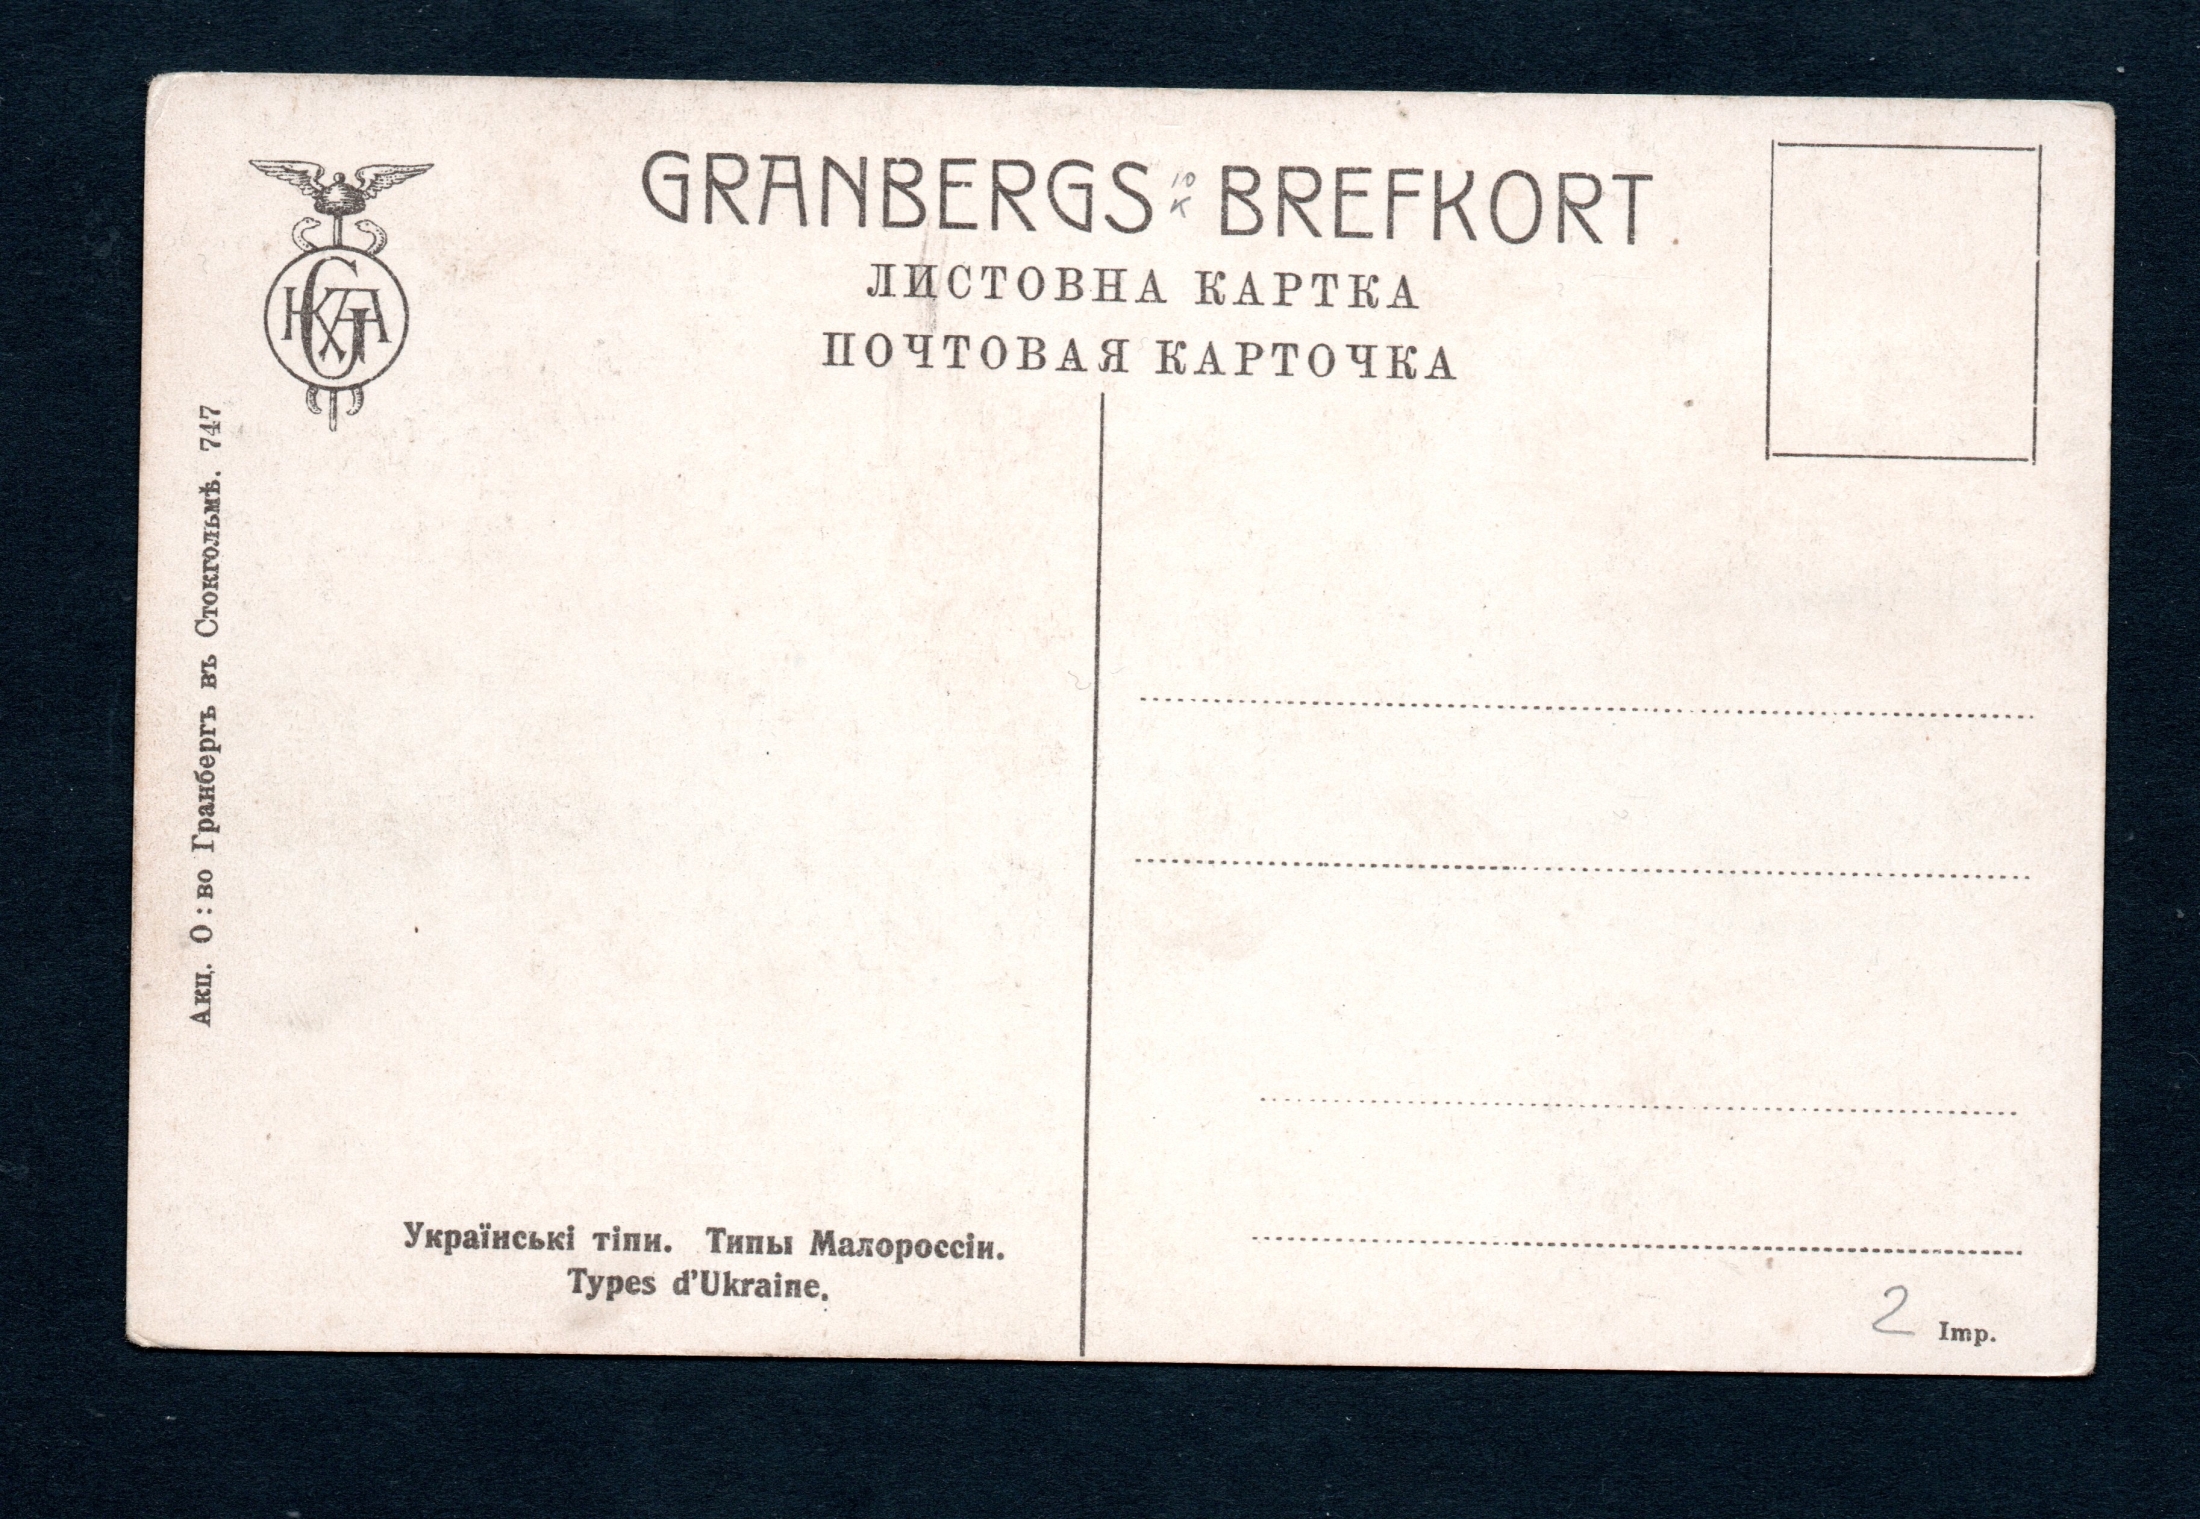 GRANBERGS BREFKORT
10
K
ЛИСТОВНА КАРТКА
ПОЧТОВАЯ КАРТОЧКА
Акц. О:во Гранбергъ въ Стокгольмѣ. 747
Українські тіпи. Типы Малороссіи.
Types d'Ukraine.
2
Imp.